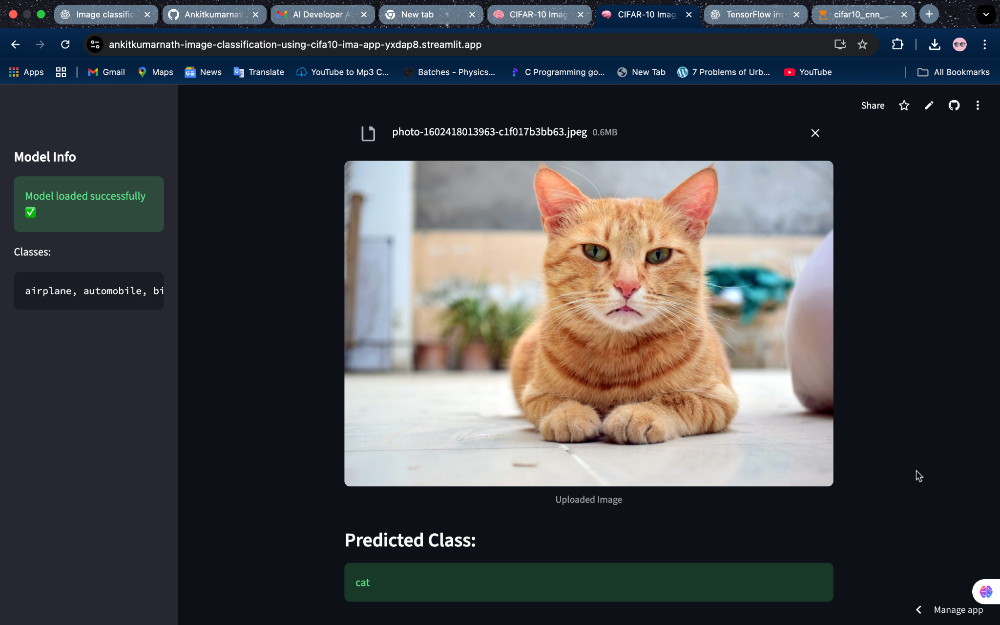 Image classific
Ankitkumarnat
AI Developer A
New tab
CIFAR-10 Imag
CIFAR-10 Imag
TensorFlow ins
cifar10_cnn_...
ankitkumarnath-image-classification-using-cifa10-ima-app-yxdap8.streamlit.app
Apps
Gmail
Maps
News
Translate
YouTube to Mp3 C...
Batches - Physics...
C Programming go...
New Tab
7 Problems of Urb...
YouTube
All Bookmarks
Share
photo-1602418013963-c1f017b3bb63.jpeg 0.6MB
Model Info
Model loaded successfully
✅
Classes:
airplane, automobile, bi
Uploaded Image
Predicted Class:
cat
Manage app